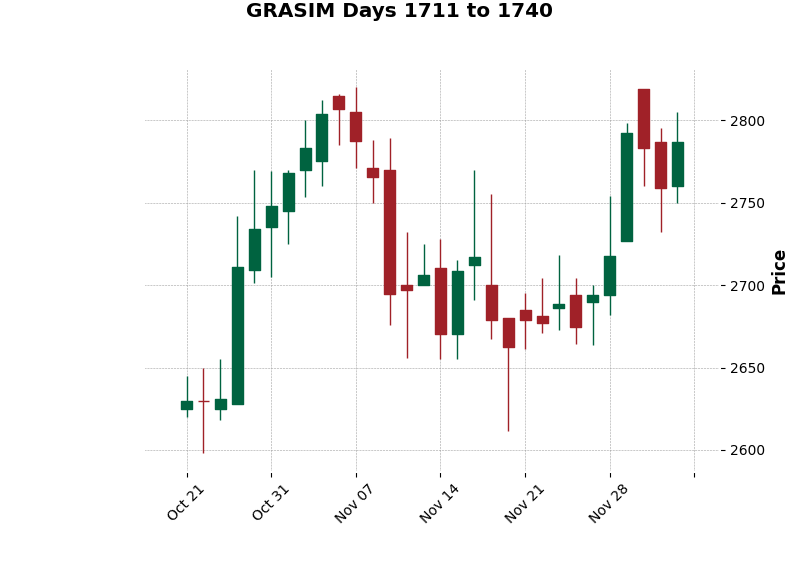 GRASIM Days 1711 to 1740
2800
2750
2700
2650
2600
Price
Oct 21
Oct 31
Nov 07
Nov 14
Nov 21
Nov 28